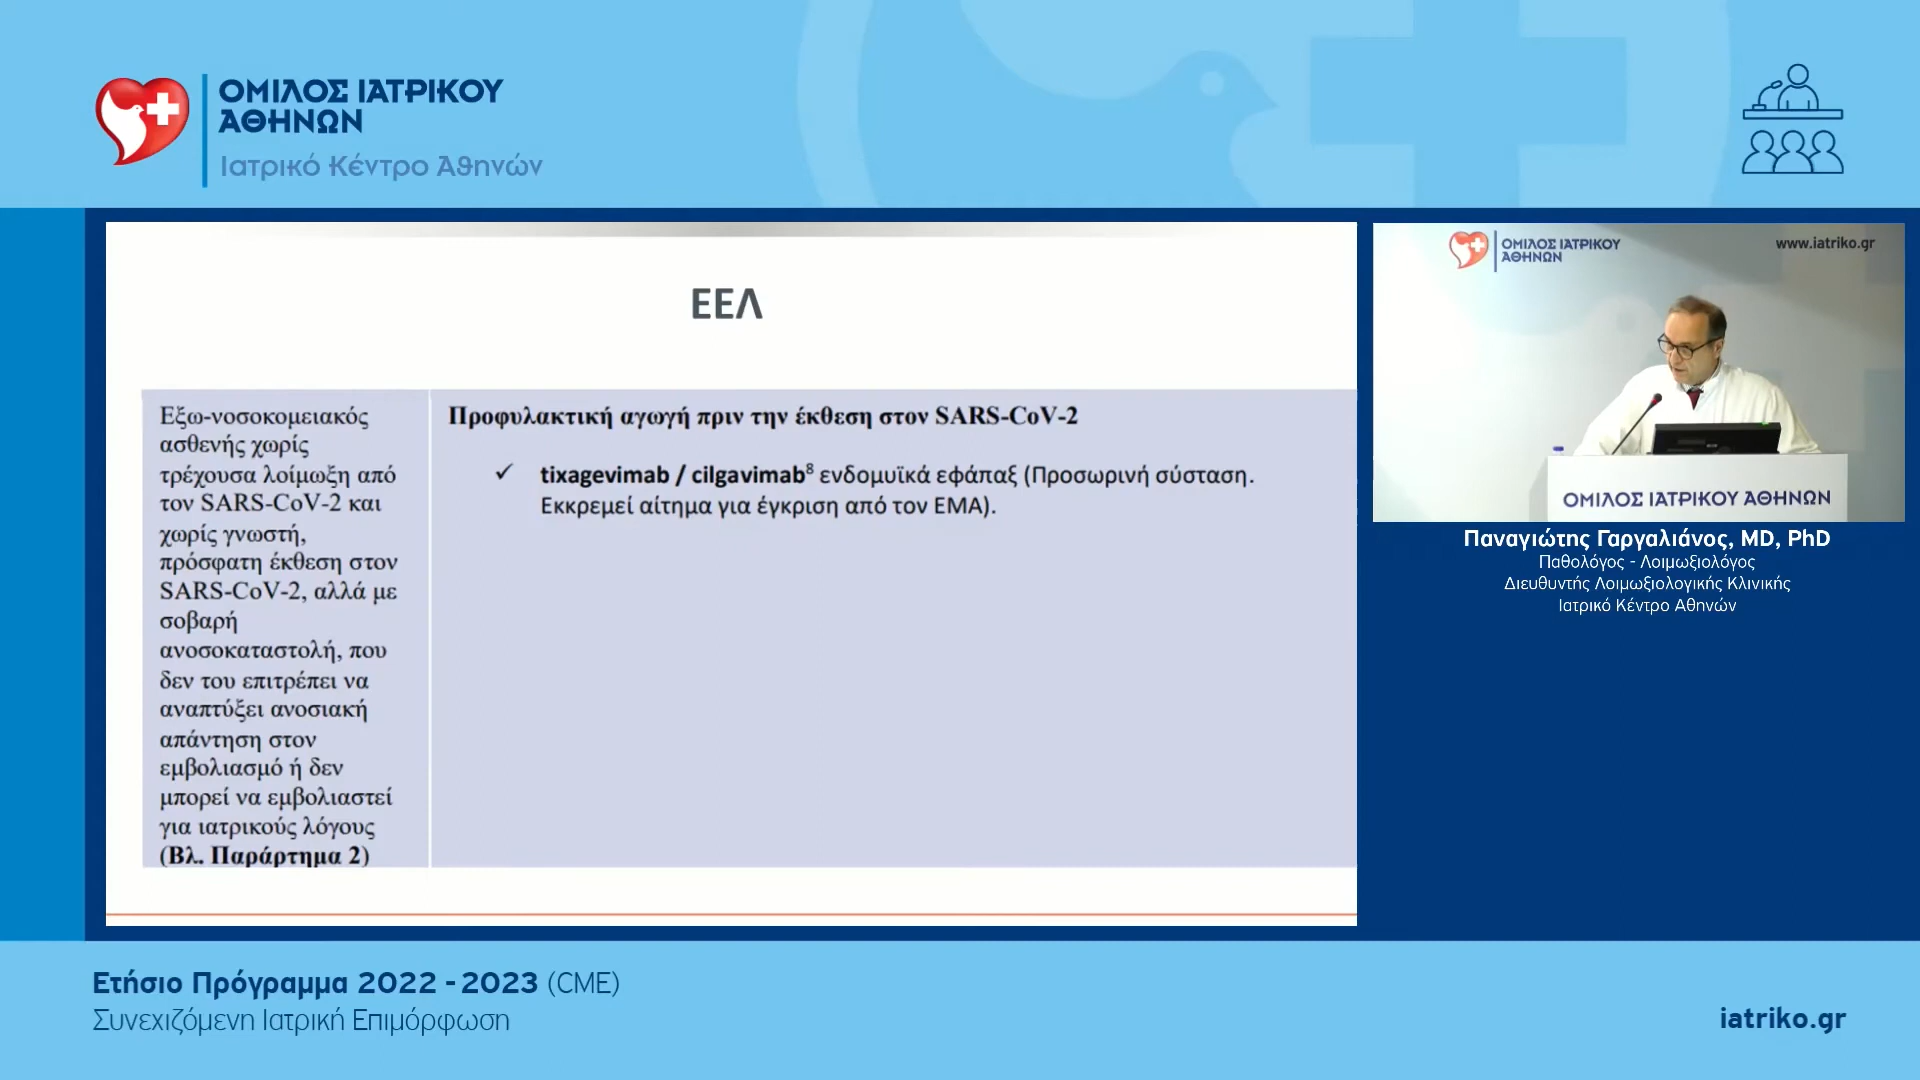 ΟΜΙΛΟΣ ΙΑΤΡΙΚΟΥ
ΑΘΗΝΩΝ
Ιατρικό Κέντρο Αθηνών
ΕΕΛ
Εξω-νοσοκομειακός
ασθενής χωρίς
τρέχουσα λοίμωξη από
τον SARS-CoV-2 και
χωρίς γνωστή,
πρόσφατη έκθεση στον
SARS-CoV-2, αλλά με
σοβαρή
ανοσοκαταστολή, που
δεν του επιτρέπει να
αναπτύξει ανοσιακή
απάντηση στον
εμβολιασμό ή δεν
μπορεί να εμβολιαστεί
για ιατρικούς λόγους
(Βλ. Παράρτημα 2)
Προφυλακτική αγωγή πριν την έκθεση στον SARS-CoV-2
✓ tixagevimab / cilgavimab⁸ ενδομυϊκά εφάπαξ (Προσωρινή σύσταση.
Εκκρεμεί αίτημα για έγκριση από τον EMA).
ΟΜΙΛΟΣ ΙΑΤΡΙΚΟΥ
ΑΘΗΝΩΝ
www.iatriko.gr
ΟΜΙΛΟΣ ΙΑΤΡΙΚΟΥ ΑΘΗΝΩΝ
Παναγιώτης Γαργαλιάνος, MD, PhD
Παθολόγος - Λοιμωξιολόγος
Διευθυντής Λοιμωξιολογικής Κλινικής
Ιατρικό Κέντρο Αθηνών
Ετήσιο Πρόγραμμα 2022 - 2023 (CME)
Συνεχιζόμενη Ιατρική Επιμόρφωση
iatriko.gr